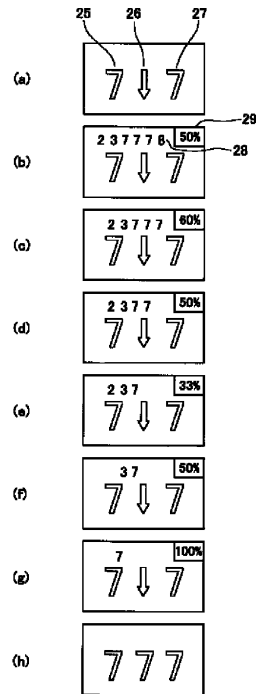 25 26 27
(a) 7 ↓ 7
29
(b) 2 3 7 7 7 8 50%
28
7 ↓ 7
(c) 2 3 7 7 7 60%
7 ↓ 7
(d) 2 3 7 7 50%
7 ↓ 7
(e) 2 3 7 33%
7 ↓ 7
(f) 3 7 50%
7 ↓ 7
(g) 7 100%
7 ↓ 7
(h) 7 7 7